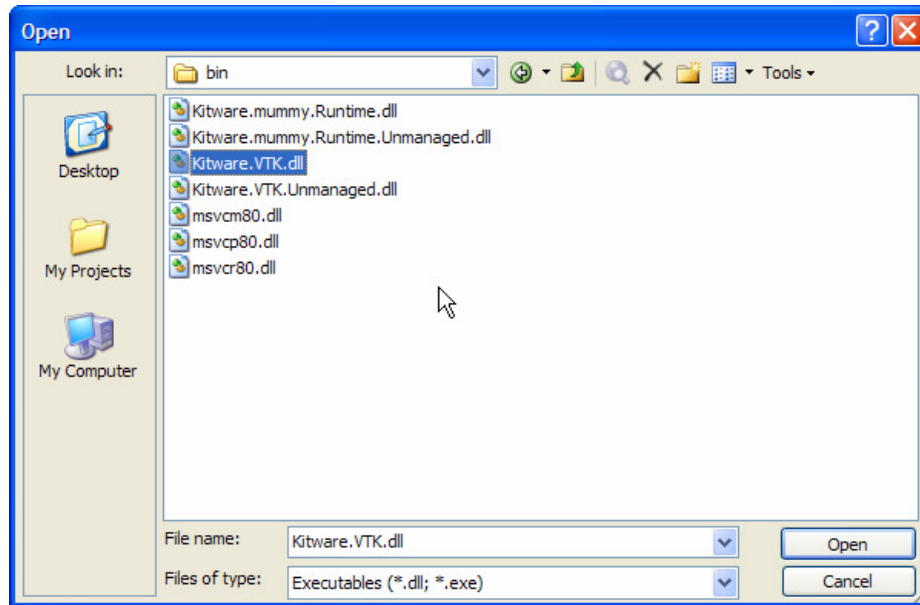 Open
Look in: bin Tools
Kitware.mummy.Runtime.dll
Kitware.mummy.Runtime.Unmanaged.dll
Kitware.VTK.dll
Kitware.VTK.Unmanaged.dll
msvcm80.dll
msvcp80.dll
msvcr80.dll
Desktop
My Projects
My Computer
File name: Kitware.VTK.dll Open
Files of type: Executables (*.dll; *.exe) Cancel